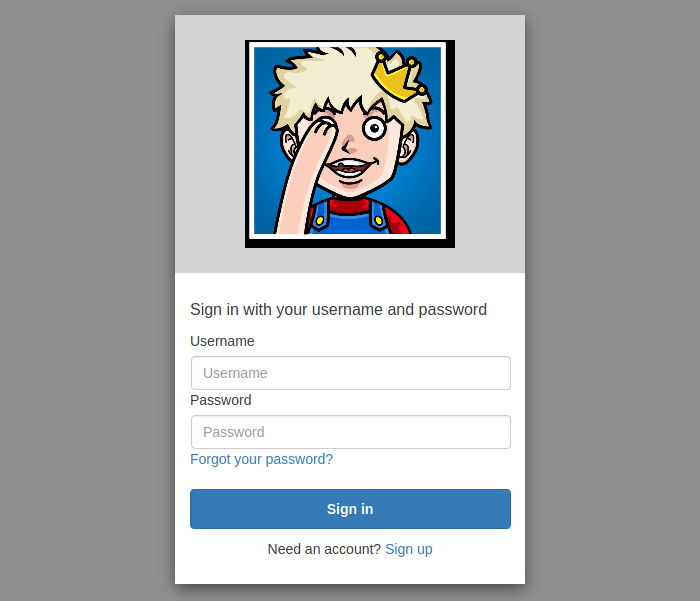 Sign in with your username and password
Username
Username
Password
Password
Forgot your password?
Sign in
Need an account? Sign up